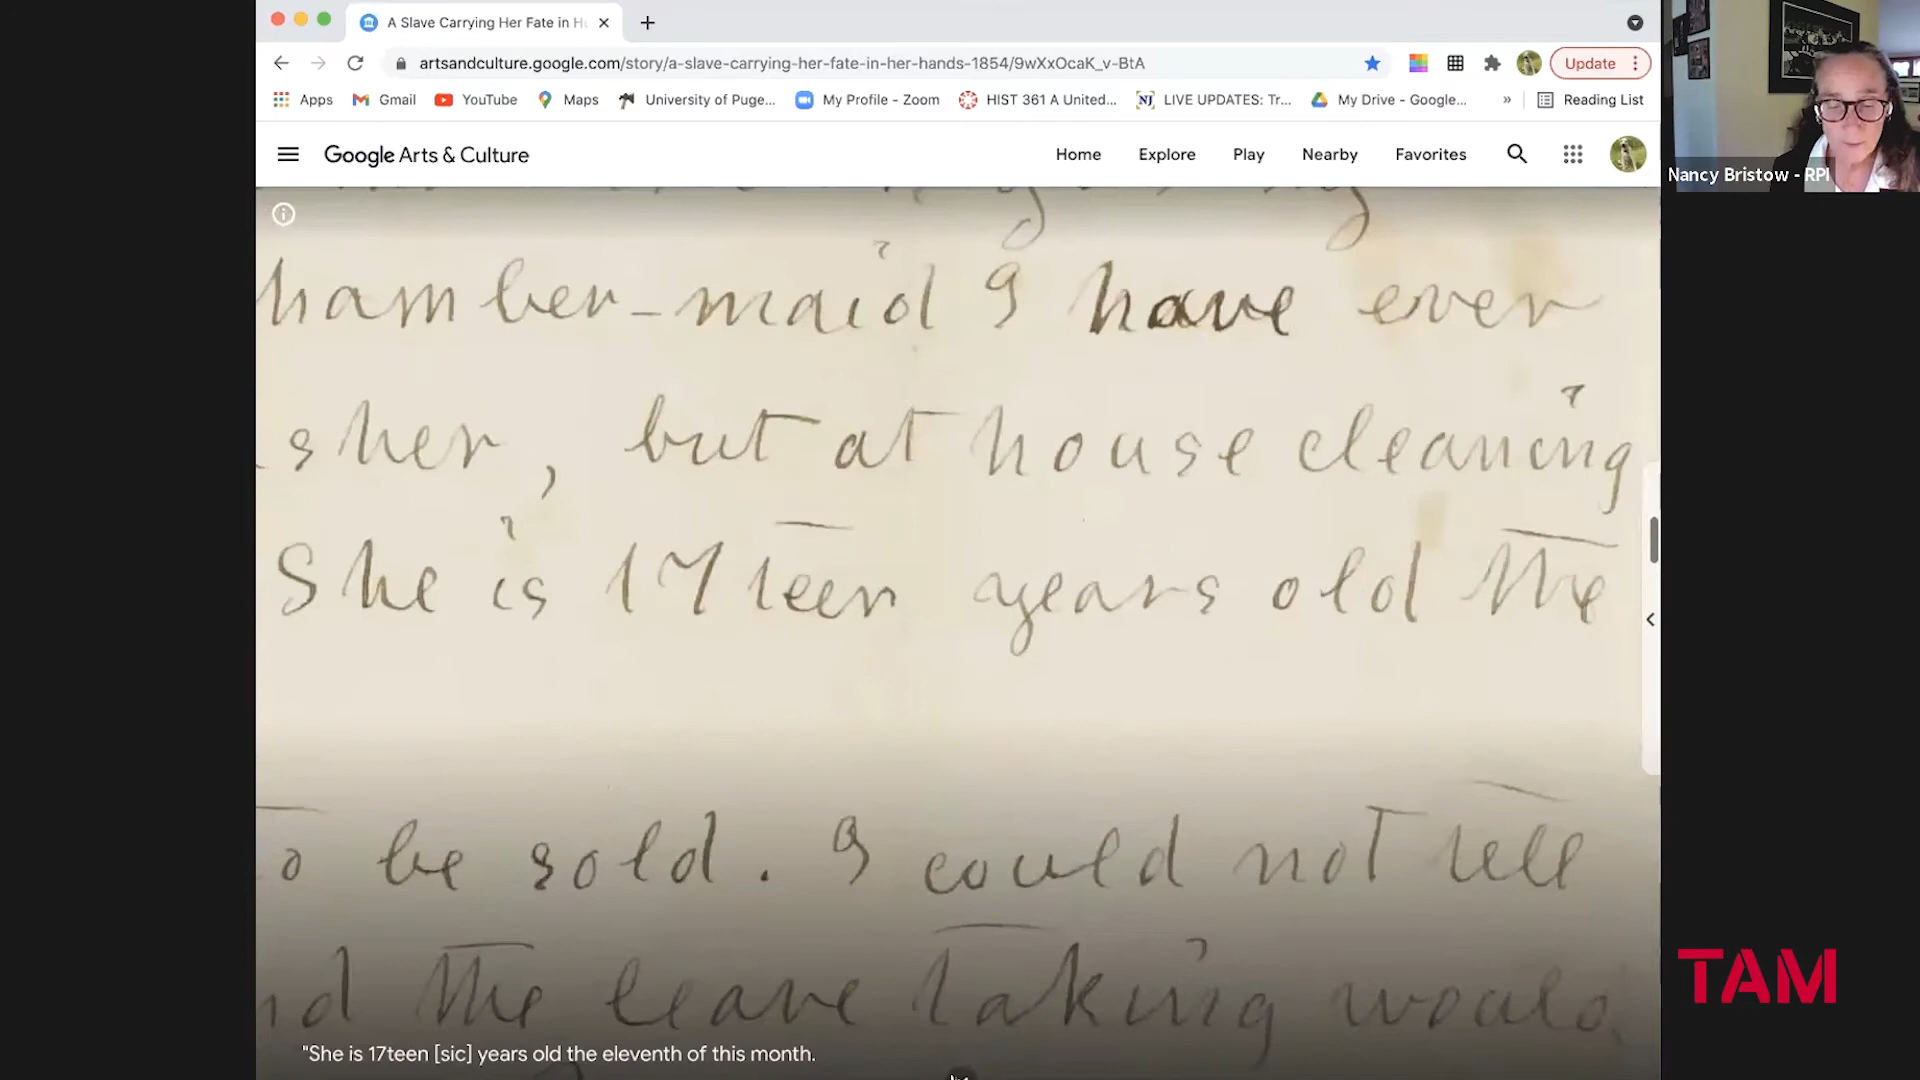 A Slave Carrying Her Fate in H
artsandculture.google.com/story/a-slave-carrying-her-fate-in-her-hands-1854/9wXxOcaK_v-BtA
Update
Apps
Gmail
YouTube
Maps
University of Puge...
My Profile - Zoom
HIST 361 A United...
NJ
LIVE UPDATES: Tr...
My Drive - Google...
»
Reading List
Google Arts & Culture
Home
Explore
Play
Nearby
Favorites
Nancy Bristow - RPI
hamber-maid I have ever
sher, but at house cleaning
She is 17teen years old the
o be sold. I could not tell
nd the leave taking would
"She is 17teen [sic] years old the eleventh of this month.
TAM